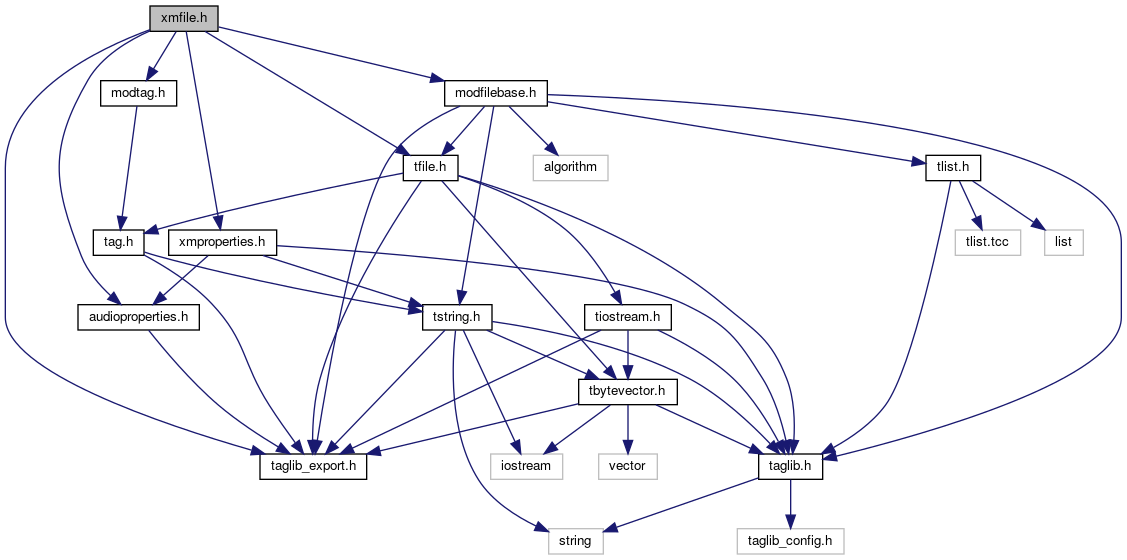 xmfile.h
modtag.h
modfilebase.h
tfile.h
algorithm
tlist.h
tag.h
xmproperties.h
tlist.tcc
list
audioproperties.h
tstring.h
tiostream.h
tbytevector.h
taglib_export.h
iostream
vector
taglib.h
string
taglib_config.h